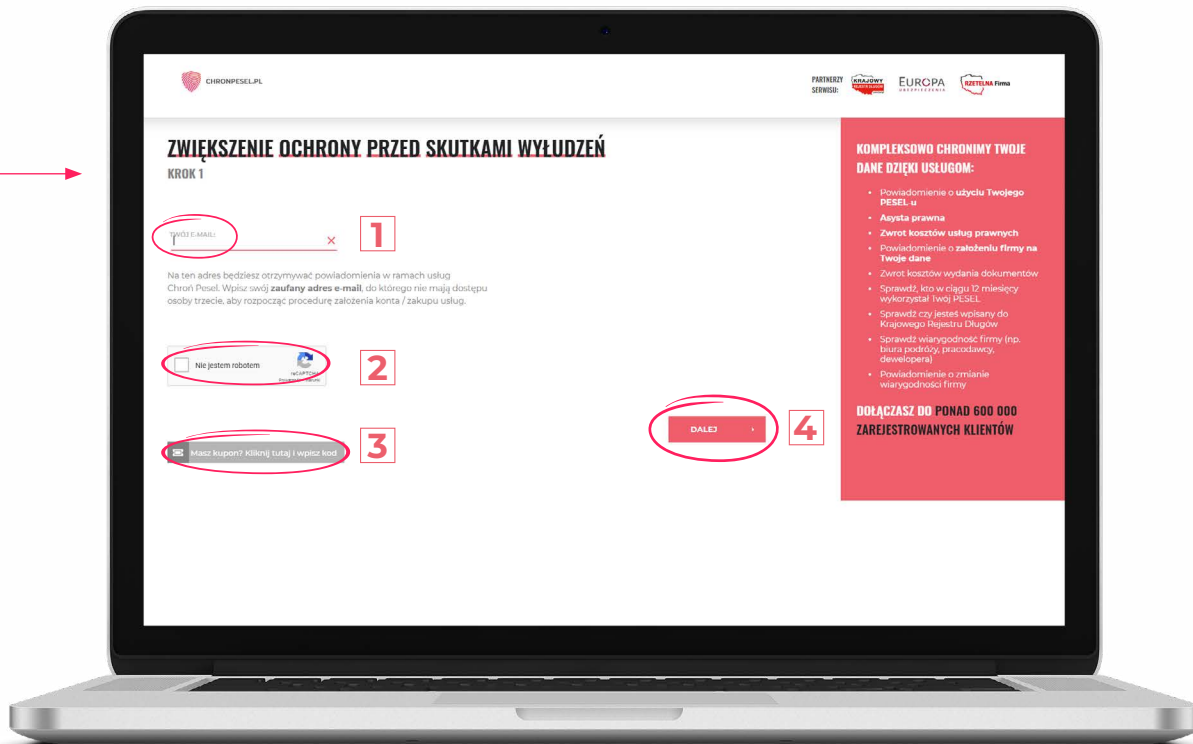 CHRONPESEL.PL
PARTNERZY
SERWISU:
KRAJOWY
REJESTR DŁUGÓW
EUROPA
UBEZPIECZENIA
RZETELNA Firma
ZWIĘKSZENIE OCHRONY PRZED SKUTKAMI WYŁUDZEŃ
KROK 1
TWÓJ E-MAIL:
1
Na ten adres będziesz otrzymywać powiadomienia w ramach usług
Chroń Pesel. Wpisz swój zaufany adres e-mail, do którego nie mają dostępu
osoby trzecie, aby rozpocząć procedurę założenia konta / zakupu usług.
Nie jestem robotem
reCAPTCHA
2
Masz kupon? Kliknij tutaj i wpisz kod
3
DALEJ
4
KOMPLEKSOWO CHRONIMY TWOJE
DANE DZIĘKI USŁUGOM:
• Powiadomienie o użyciu Twojego
PESEL-u
• Asysta prawna
• Zwrot kosztów usług prawnych
• Powiadomienie o założeniu firmy na
Twoje dane
• Zwrot kosztów wydania dokumentów
• Sprawdź, kto w ciągu 12 miesięcy
wykorzystał Twój PESEL
• Sprawdź czy jesteś wpisany do
Krajowego Rejestru Długów
• Sprawdź wiarygodność firmy (np.
biura podróży, pracodawcy,
dewelopera)
• Powiadomienie o zmianie
wiarygodności firmy
DOŁĄCZASZ DO PONAD 600 000
ZAREJESTROWANYCH KLIENTÓW